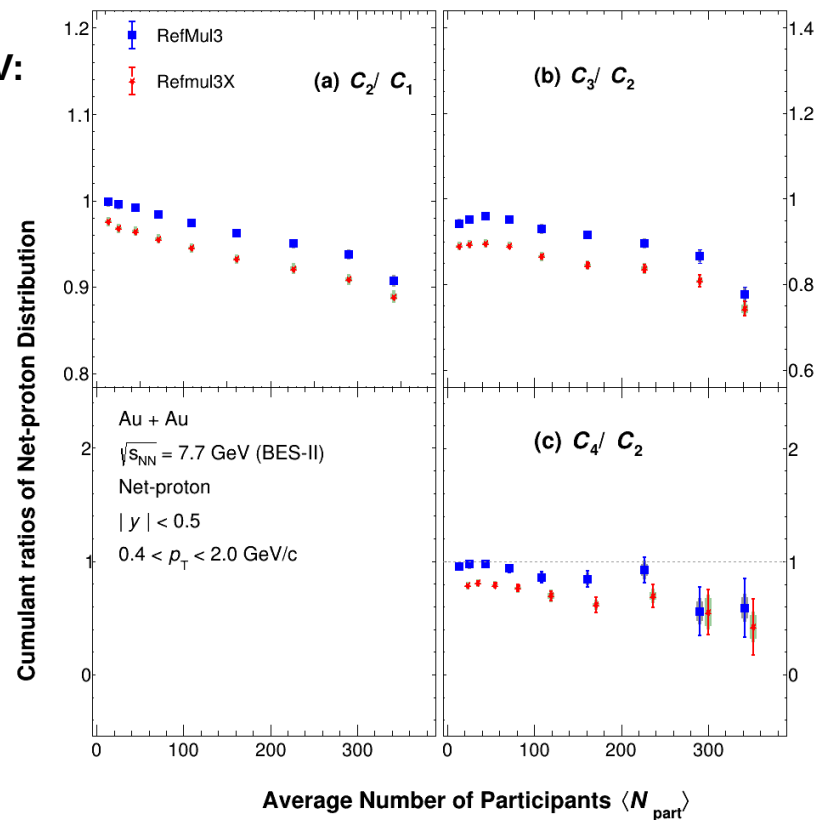 V:
RefMul3
Refmul3X
(a) C2/ C1
(b) C3/ C2
1.2
1.1
1
0.9
0.8
1.4
1.2
1
0.8
0.6
Cumulant ratios of Net-proton Distribution
Au + Au
√sNN = 7.7 GeV (BES-II)
Net-proton
| y | < 0.5
0.4 < pT < 2.0 GeV/c
(c) C4/ C2
2
1
0
2
1
0
0 100 200 300
0 100 200 300
Average Number of Participants ⟨Npart⟩